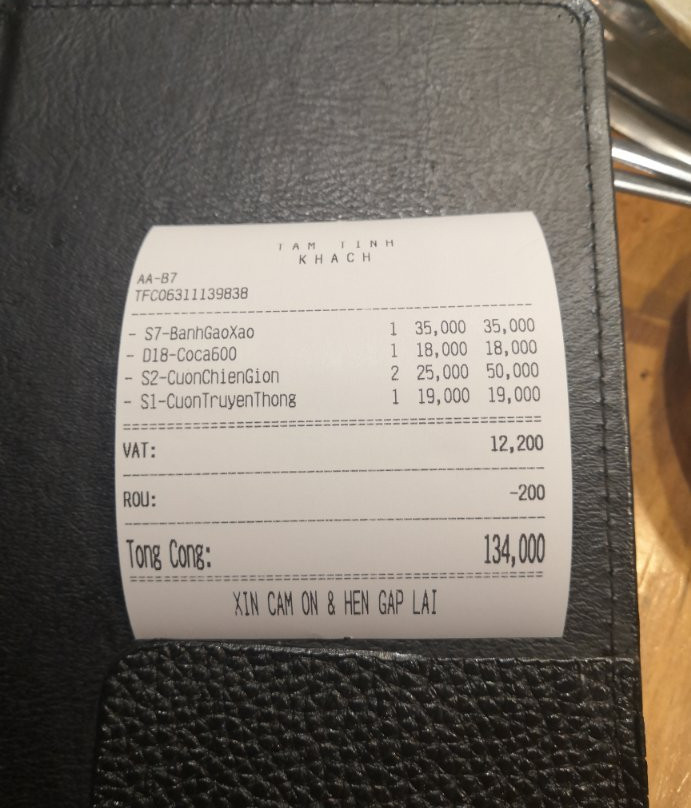 TAM TINH
KHACH
AA-B7
TFC06311139838
- S7-BanhGaoXao 1 35,000 35,000
- D18-Coca600 1 18,000 18,000
- S2-CuonChienGion 2 25,000 50,000
- S1-CuonTruyenThong 1 19,000 19,000
VAT: 12,200
ROU: -200
Tong Cong: 134,000
XIN CAM ON & HEN GAP LAI